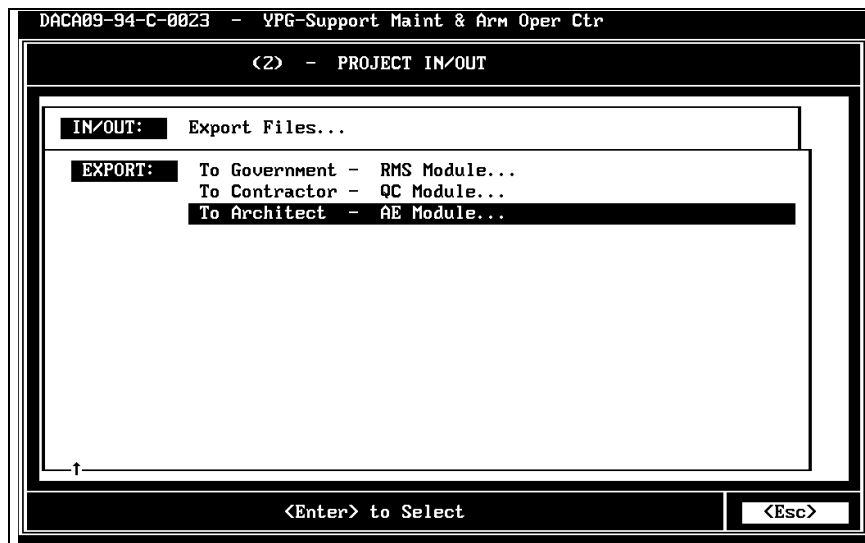 DACA09-94-C-0023 - YPG-Support Maint & Arm Oper Ctr
(2) - PROJECT IN/OUT
IN/OUT: Export Files...
EXPORT: To Government - RMS Module...
To Contractor - QC Module...
To Architect - AE Module...
<Enter> to Select <Esc>